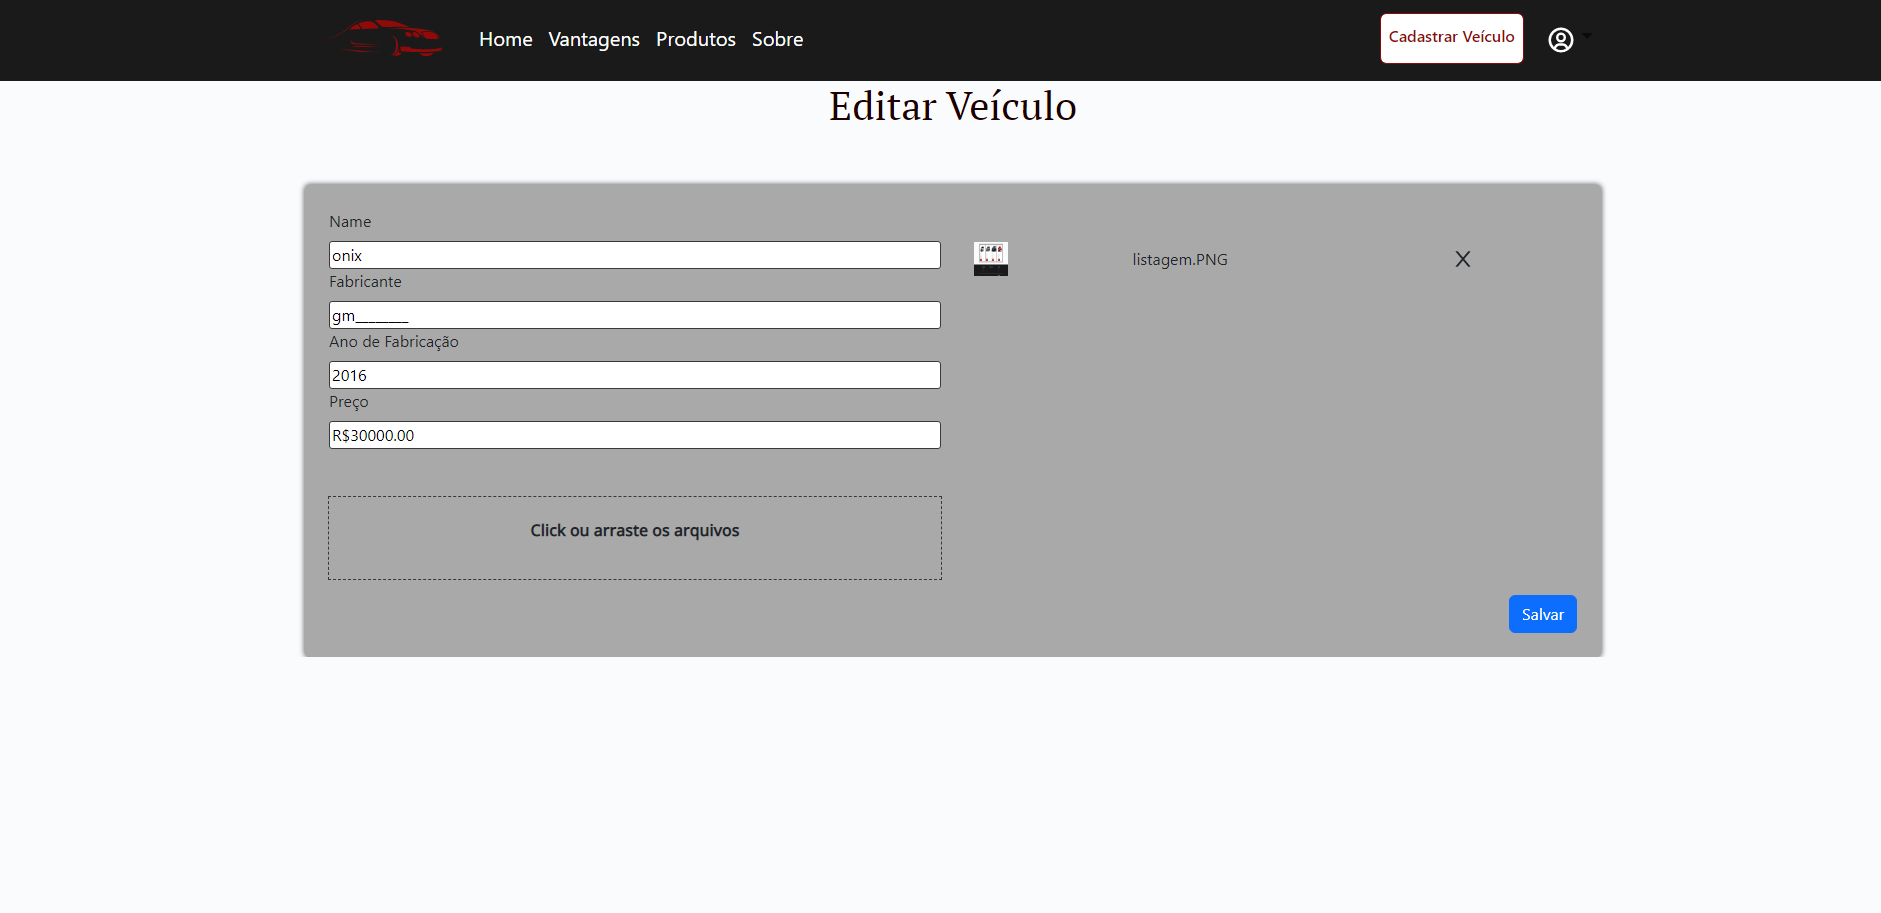 Home Vantagens Produtos Sobre Cadastrar Veículo
Editar Veículo
Name
onix
listagem.PNG X
Fabricante
gm________
Ano de Fabricação
2016
Preço
R$30000.00
Click ou arraste os arquivos
Salvar